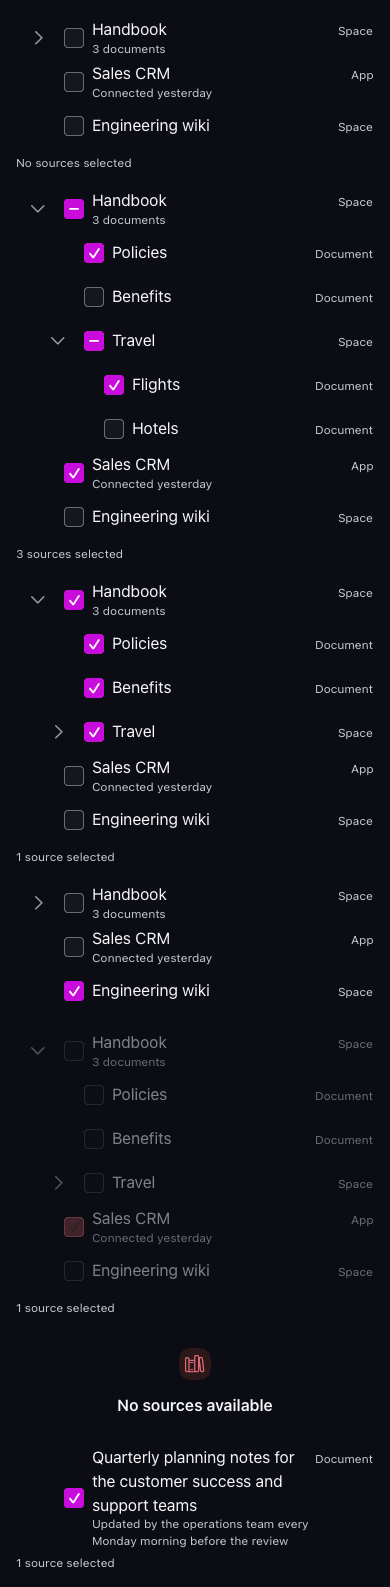 Handbook Space
3 documents
Sales CRM App
Connected yesterday
Engineering wiki Space
No sources selected
Handbook Space
3 documents
Policies Document
Benefits Document
Travel Space
Flights Document
Hotels Document
Sales CRM App
Connected yesterday
Engineering wiki Space
3 sources selected
Handbook Space
3 documents
Policies Document
Benefits Document
Travel Space
Sales CRM App
Connected yesterday
Engineering wiki Space
1 source selected
Handbook Space
3 documents
Sales CRM App
Connected yesterday
Engineering wiki Space
Handbook Space
3 documents
Policies Document
Benefits Document
Travel Space
Sales CRM App
Connected yesterday
Engineering wiki Space
1 source selected
No sources available
Quarterly planning notes for Document
the customer success and
support teams
Updated by the operations team every
Monday morning before the review
1 source selected